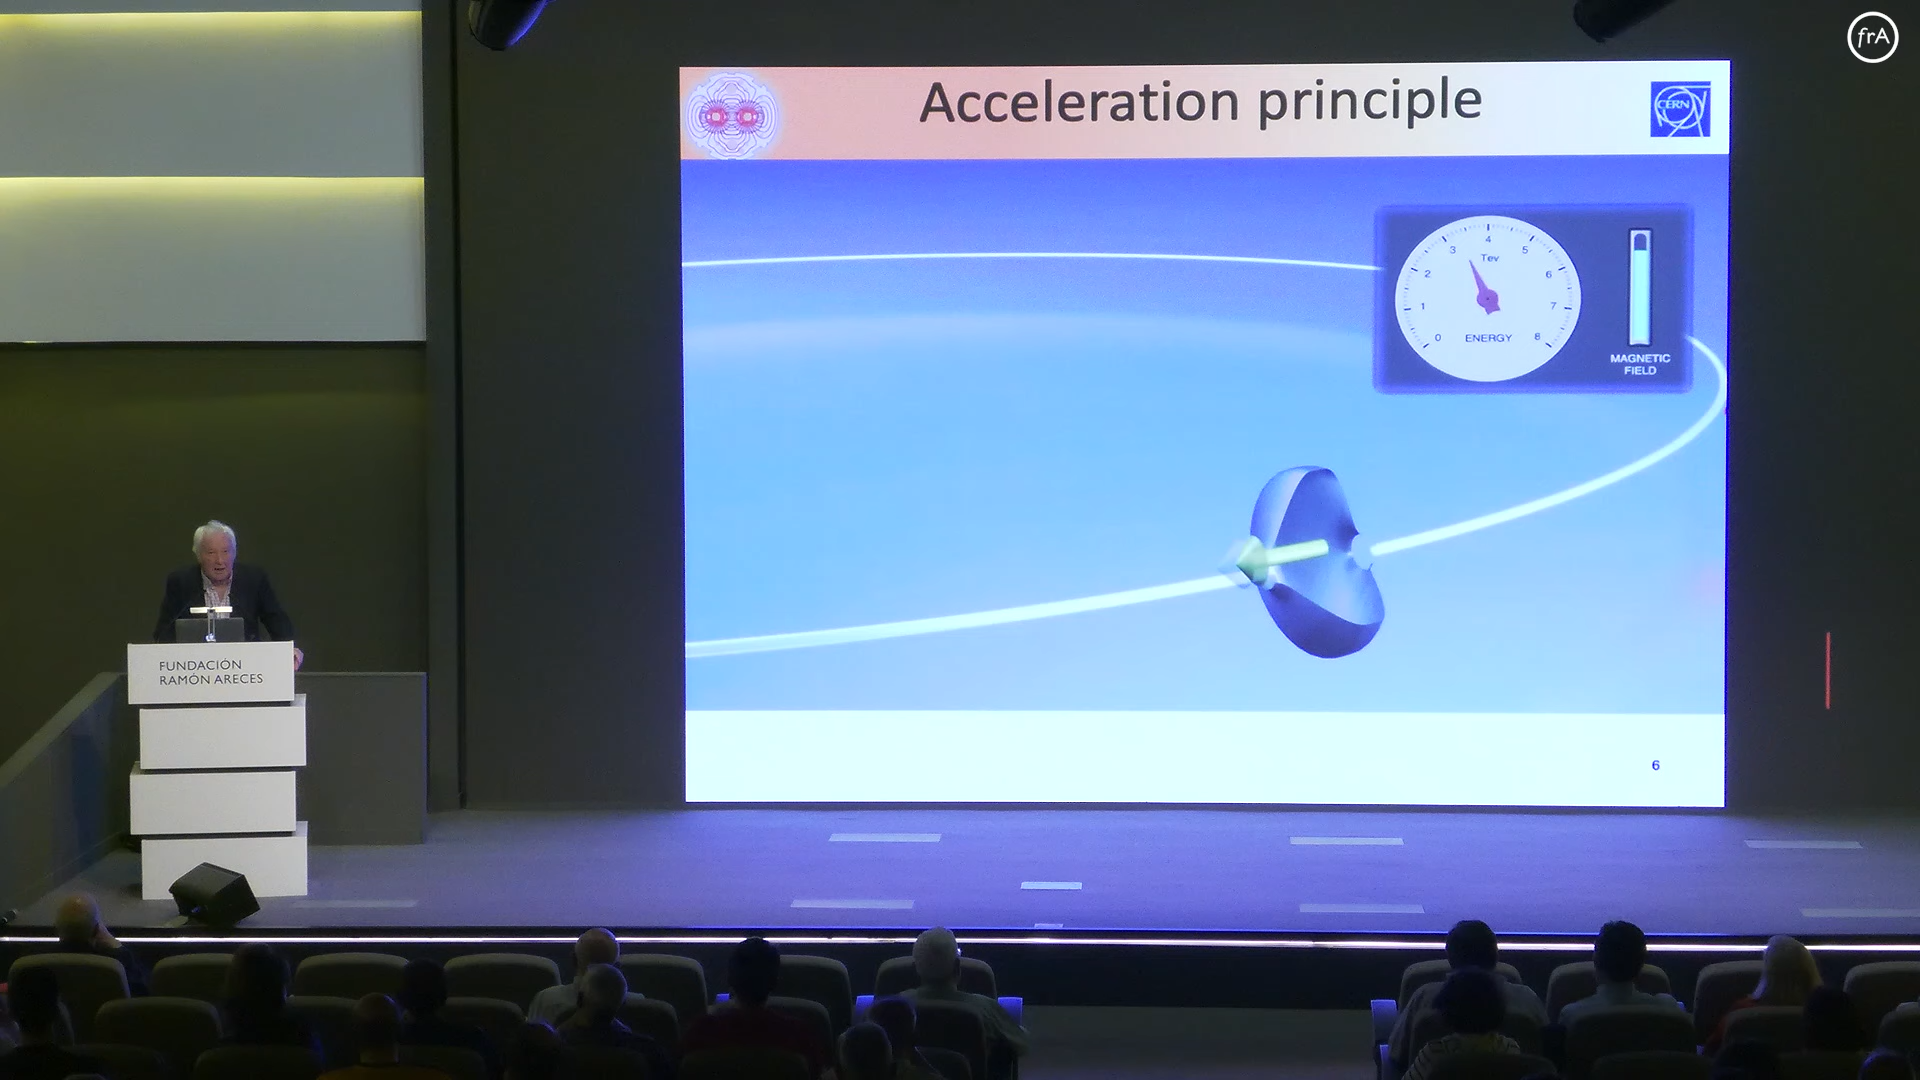 frA
Acceleration principle
CERN
4
3
5
Tev
2
6
1
7
0
ENERGY
8
MAGNETIC
FIELD
FUNDACIÓN
RAMÓN ARECES
6